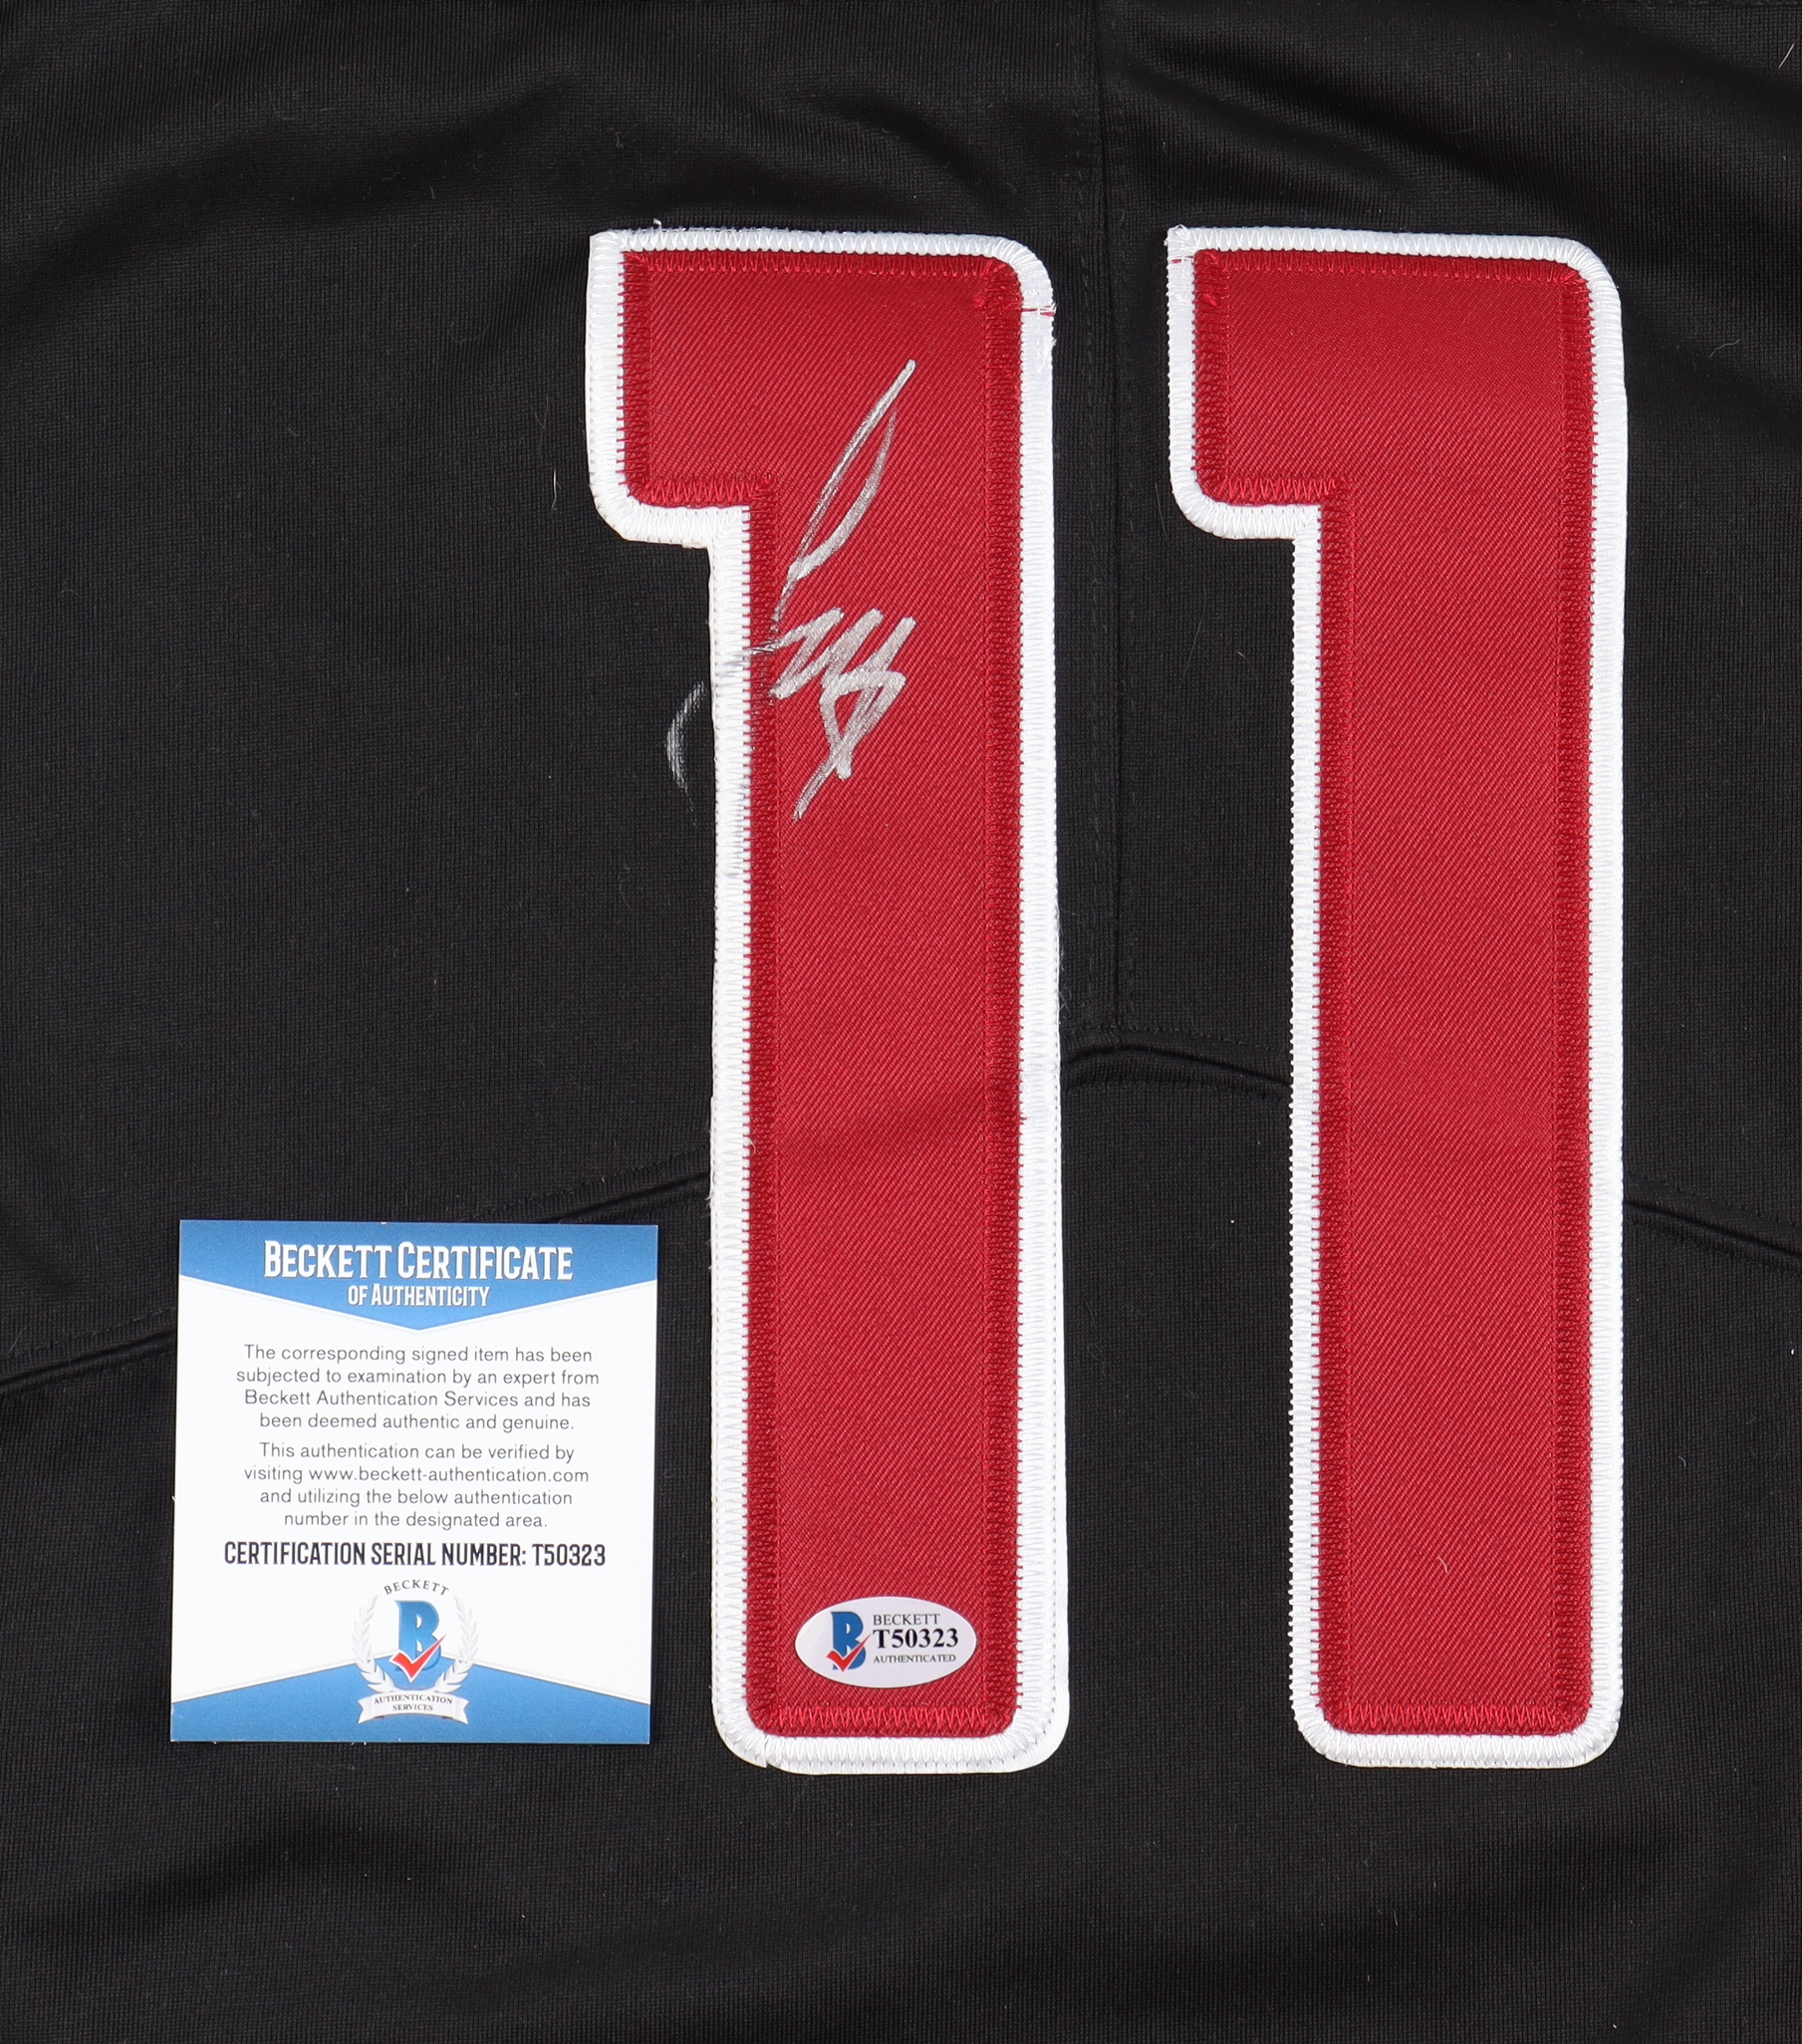 11
BECKETT CERTIFICATE
OF AUTHENTICITY
The corresponding signed item has been
subjected to examination by an expert from
Beckett Authentication Services and has
been deemed authentic and genuine.
This authentication can be verified by
visiting www.beckett-authentication.com
and utilizing the below authentication
number in the designated area.
CERTIFICATION SERIAL NUMBER: T50323
BECKETT
B
AUTHENTICATION
SERVICES
B
BECKETT
T50323
AUTHENTICATED